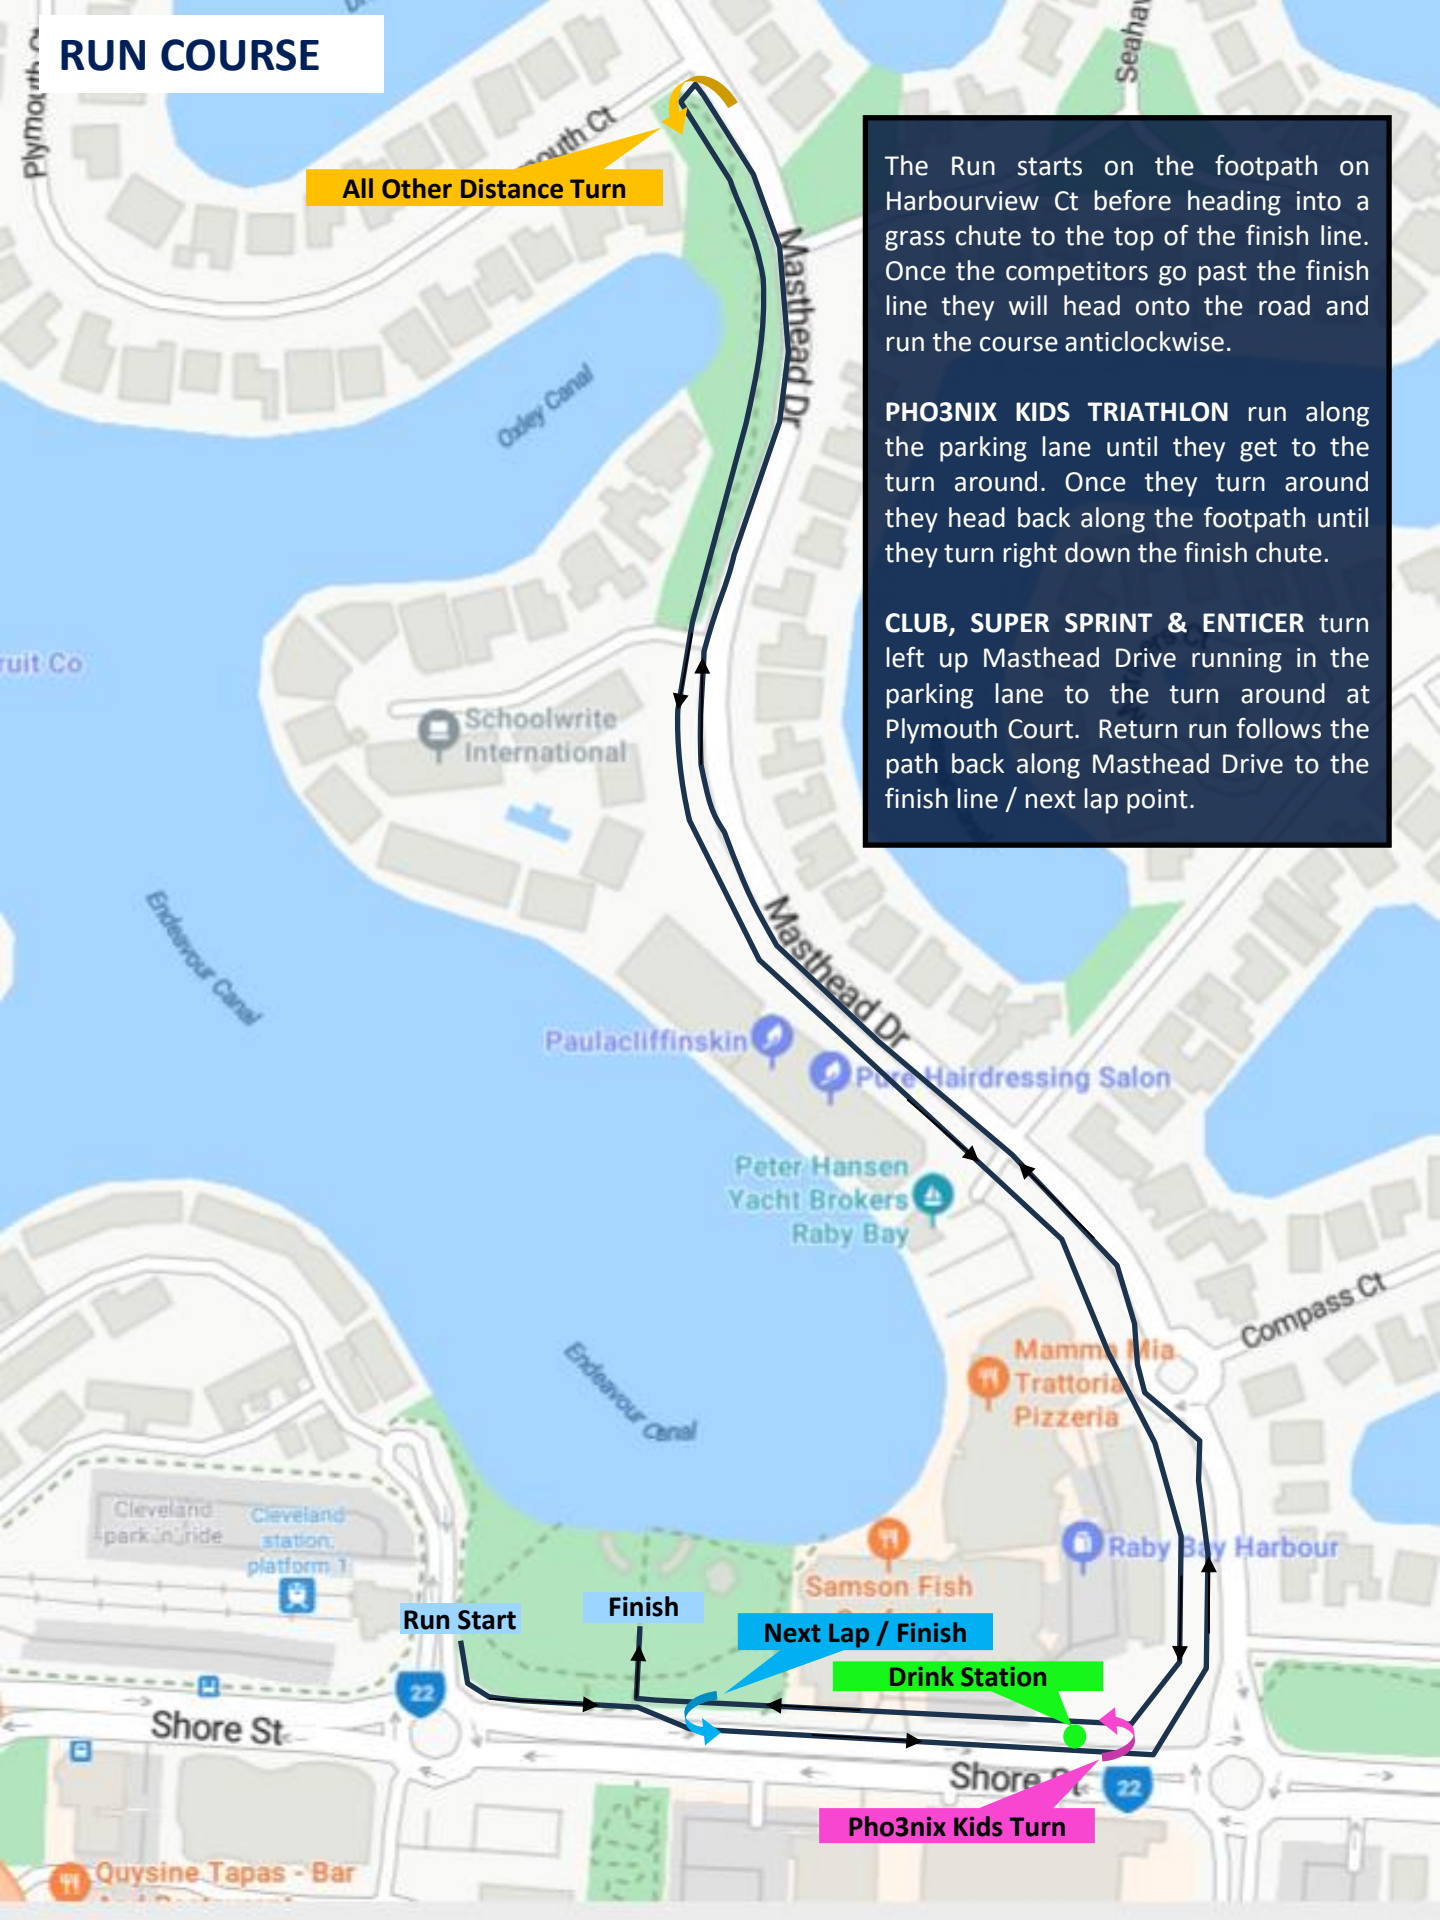 RUN COURSE
Plymouth Ct
Seahav
outh Ct
All Other Distance Turn
The Run starts on the footpath on
Harbourview Ct before heading into a
grass chute to the top of the finish line.
Once the competitors go past the finish
line they will head onto the road and
run the course anticlockwise.
PHO3NIX KIDS TRIATHLON run along
the parking lane until they get to the
turn around. Once they turn around
they head back along the footpath until
they turn right down the finish chute.
CLUB, SUPER SPRINT & ENTICER turn
left up Masthead Drive running in the
parking lane to the turn around at
Plymouth Court.  Return run follows the
path back along Masthead Drive to the
finish line / next lap point.
Masthead Dr
Oxley Canal
ruit Co
Schoolwrite
International
Endeavour Canal
Masthead Dr
Paulacliffinskin
Pure Hairdressing Salon
Peter Hansen
Yacht Brokers
Raby Bay
Compass Ct
Mamma Mia
Trattoria
Pizzeria
Endeavour Canal
Cleveland
park 'n' ride
Cleveland
station,
platform 1
Raby Bay Harbour
Samson Fish
Run Start
Finish
Next Lap / Finish
Drink Station
22
Shore St
Shore St
22
Pho3nix Kids Turn
Quysine Tapas - Bar